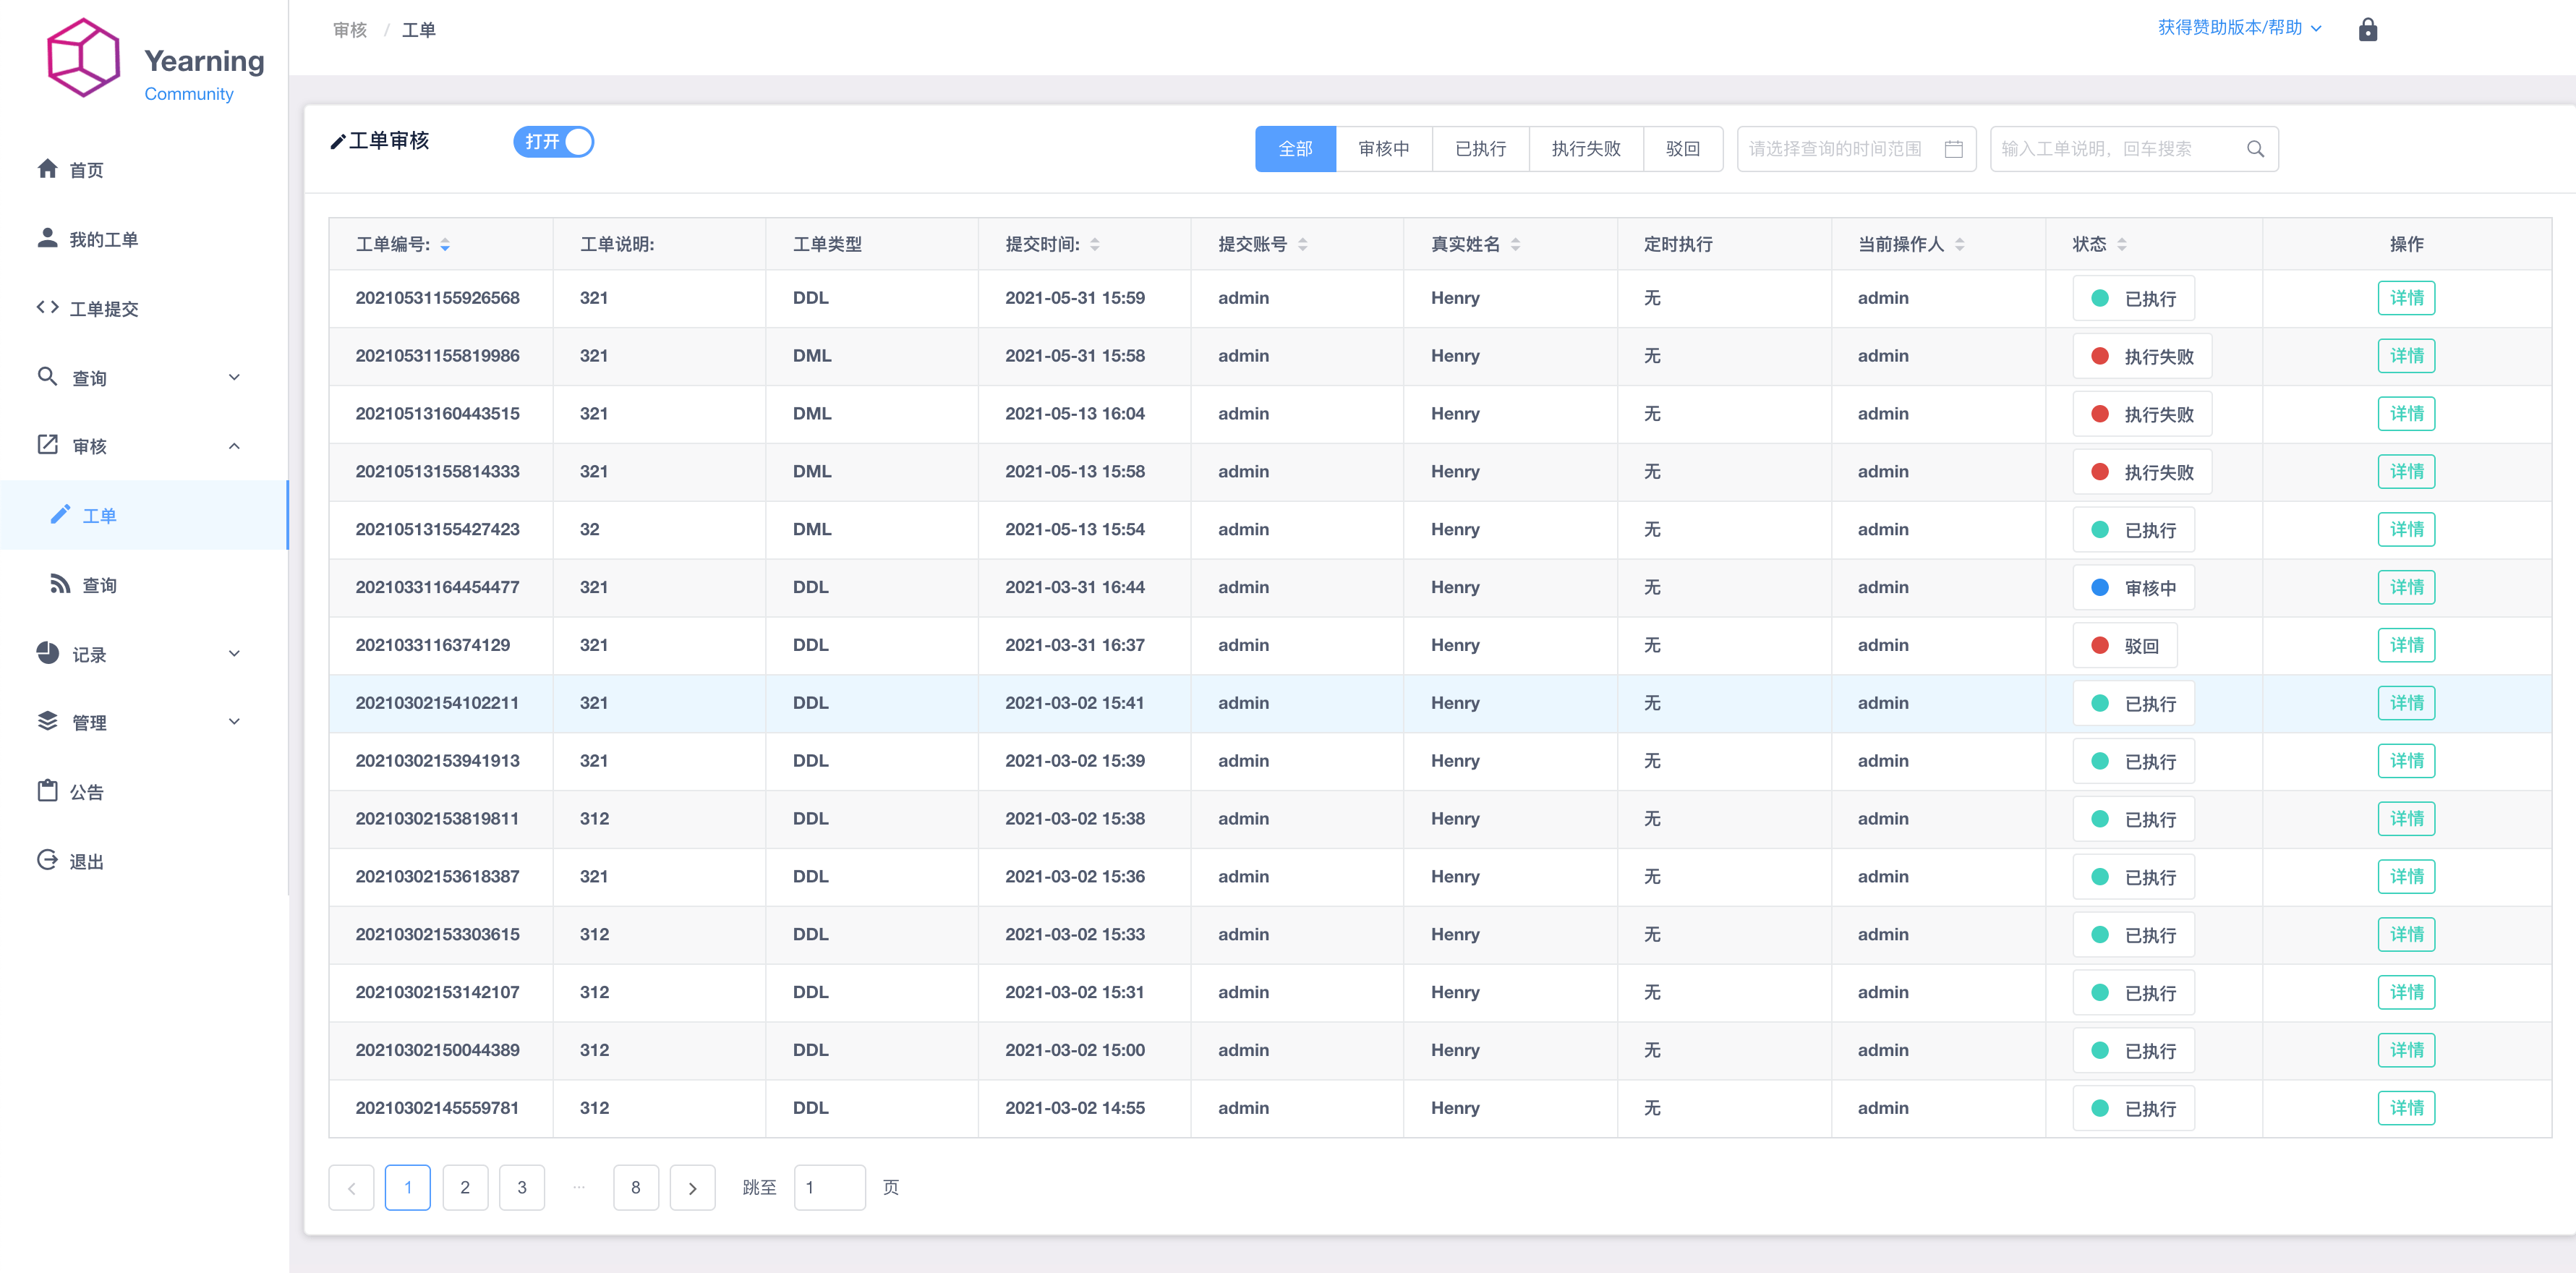 Yearning
Community
首页
我的工单
工单提交
查询
审核
工单
查询
记录
管理
公告
退出
审核 / 工单
获得赞助版本/帮助
工单审核 打开 全部 审核中 已执行 执行失败 驳回 请选择查询的时间范围 输入工单说明，回车搜索
工单编号: 工单说明: 工单类型 提交时间: 提交账号 真实姓名 定时执行 当前操作人 状态 操作
20210531155926568 321 DDL 2021-05-31 15:59 admin Henry 无 admin 已执行 详情
20210531155819986 321 DML 2021-05-31 15:58 admin Henry 无 admin 执行失败 详情
20210513160443515 321 DML 2021-05-13 16:04 admin Henry 无 admin 执行失败 详情
20210513155814333 321 DML 2021-05-13 15:58 admin Henry 无 admin 执行失败 详情
20210513155427423 32 DML 2021-05-13 15:54 admin Henry 无 admin 已执行 详情
20210331164454477 321 DDL 2021-03-31 16:44 admin Henry 无 admin 审核中 详情
2021033116374129 321 DDL 2021-03-31 16:37 admin Henry 无 admin 驳回 详情
20210302154102211 321 DDL 2021-03-02 15:41 admin Henry 无 admin 已执行 详情
20210302153941913 321 DDL 2021-03-02 15:39 admin Henry 无 admin 已执行 详情
20210302153819811 312 DDL 2021-03-02 15:38 admin Henry 无 admin 已执行 详情
20210302153618387 321 DDL 2021-03-02 15:36 admin Henry 无 admin 已执行 详情
20210302153303615 312 DDL 2021-03-02 15:33 admin Henry 无 admin 已执行 详情
20210302153142107 312 DDL 2021-03-02 15:31 admin Henry 无 admin 已执行 详情
20210302150044389 312 DDL 2021-03-02 15:00 admin Henry 无 admin 已执行 详情
20210302145559781 312 DDL 2021-03-02 14:55 admin Henry 无 admin 已执行 详情
1 2 3 ··· 8 跳至 1 页